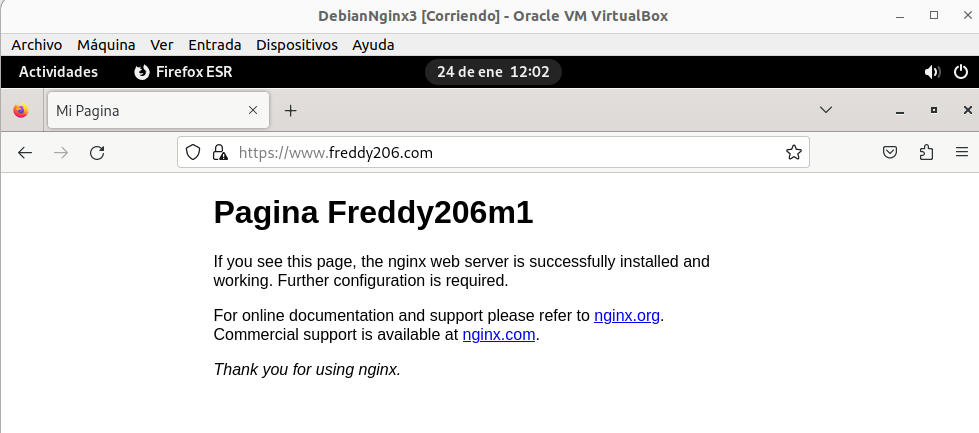 DebianNginx3 [Corriendo] - Oracle VM VirtualBox
Archivo Máquina Ver Entrada Dispositivos Ayuda
Actividades Firefox ESR 24 de ene 12:02
Mi Pagina
https://www.freddy206.com
Pagina Freddy206m1
If you see this page, the nginx web server is successfully installed and
working. Further configuration is required.
For online documentation and support please refer to nginx.org.
Commercial support is available at nginx.com.
Thank you for using nginx.